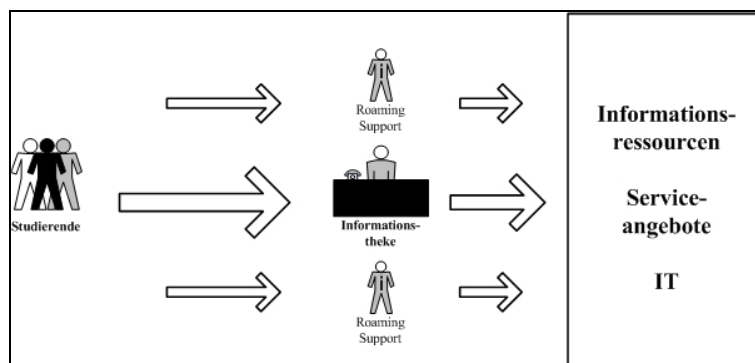 Studierende
Roaming
Support
Informations-
theke
Roaming
Support
Informations-
ressourcen
Service-
angebote
IT